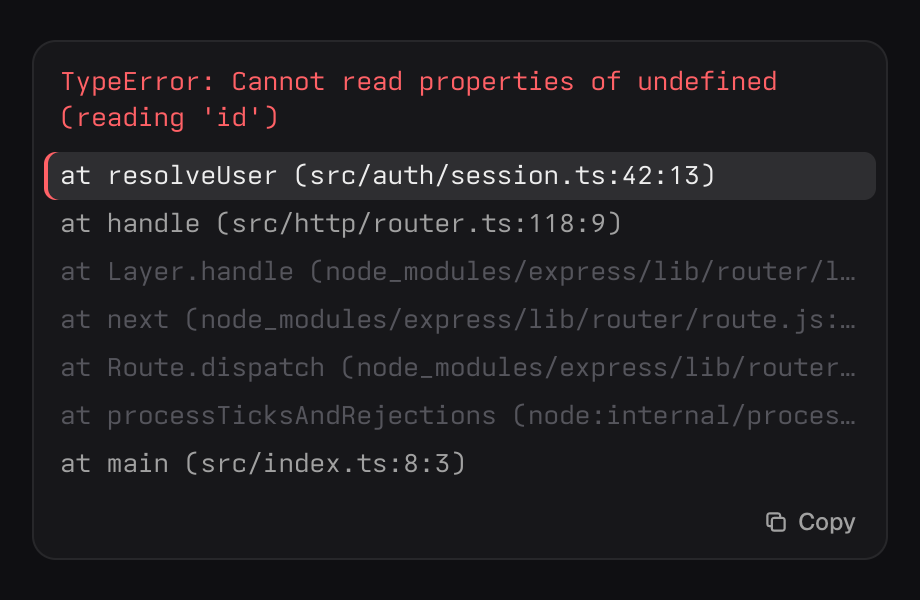 TypeError: Cannot read properties of undefined
(reading 'id')
at resolveUser (src/auth/session.ts:42:13)
at handle (src/http/router.ts:118:9)
at Layer.handle (node_modules/express/lib/router/l…
at next (node_modules/express/lib/router/route.js:…
at Route.dispatch (node_modules/express/lib/router…
at processTicksAndRejections (node:internal/proces…
at main (src/index.ts:8:3)
Copy